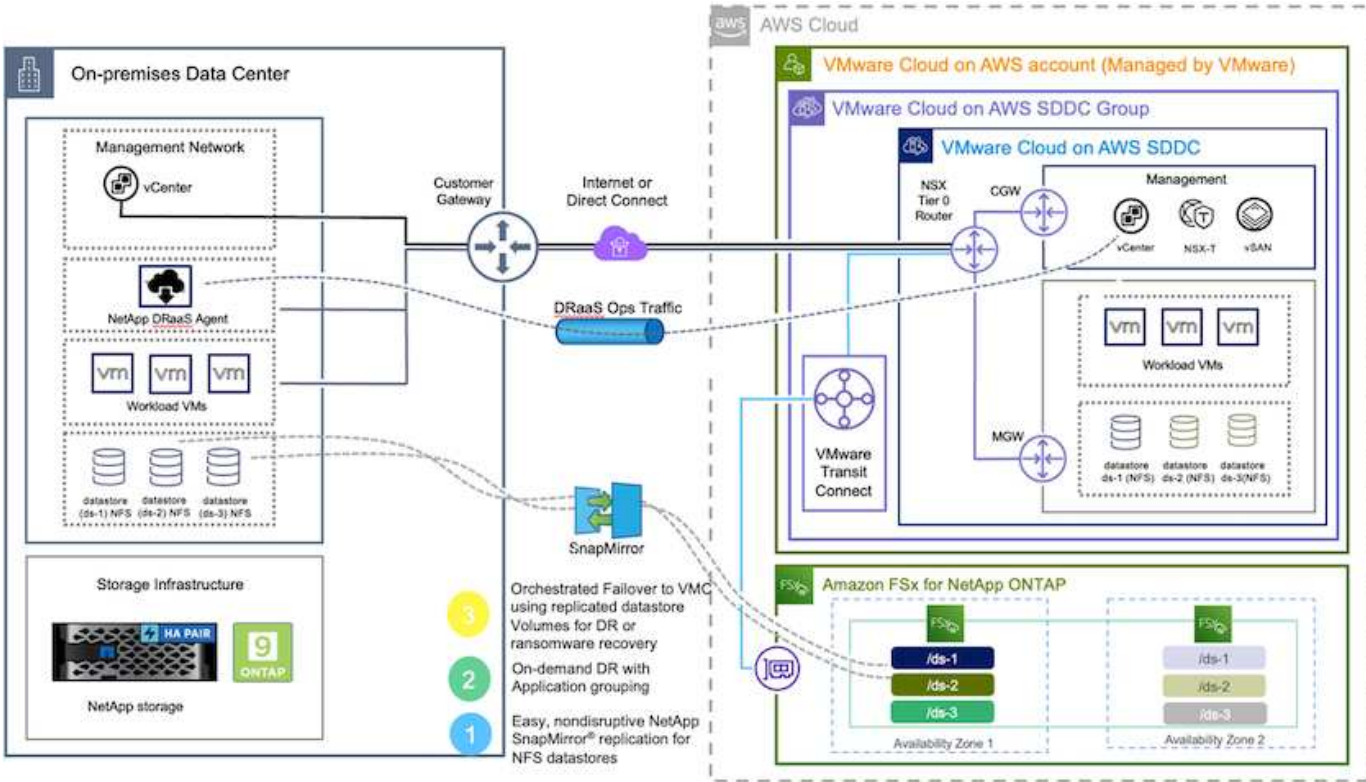 aws
AWS Cloud
On-premises Data Center
Management Network
vCenter
NetApp DRaaS Agent
vm
vm
vm
Workload VMs
datastore
(ds-1) NFS
datastore
(ds-2) NFS
datastore
(ds-3) NFS
Storage Infrastructure
HA PAIR
9
ONTAP
NetApp storage
Customer
Gateway
Internet or
Direct Connect
DRaaS Ops Traffic
SnapMirror
3
Orchestrated Failover to VMC
using replicated datastore
Volumes for DR or
ransomware recovery
2
On-demand DR with
Application grouping
1
Easy, nondisruptive NetApp
SnapMirror® replication for
NFS datastores
VMware Cloud on AWS account (Managed by VMware)
VMware Cloud on AWS SDDC Group
VMware Cloud on AWS SDDC
NSX
Tier 0
Router
CGW
Management
vCenter
T
NSX-T
vSAN
vm
vm
vm
Workload VMs
MGW
datastore
ds-1 (NFS)
datastore
ds-2 (NFS)
datastore
ds-3(NFS)
VMware
Transit
Connect
FSx
Amazon FSx for NetApp ONTAP
FSx
/ds-1
/ds-2
/ds-3
Availability Zone 1
FSx
/ds-1
/ds-2
/ds-3
Availability Zone 2